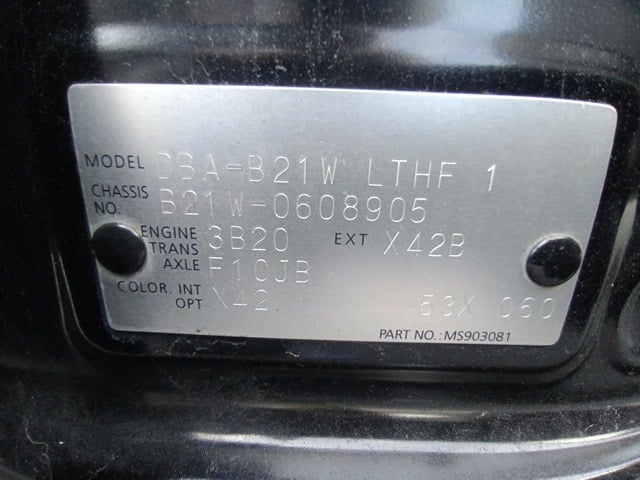 MODEL DBA-B21W LTHF 1
CHASSIS NO. B21W-0608905
ENGINE 3B20 EXT X42B
TRANS AXLE F1CJB
COLOR. INT X42
OPT 53X 060
PART NO.:MS903081